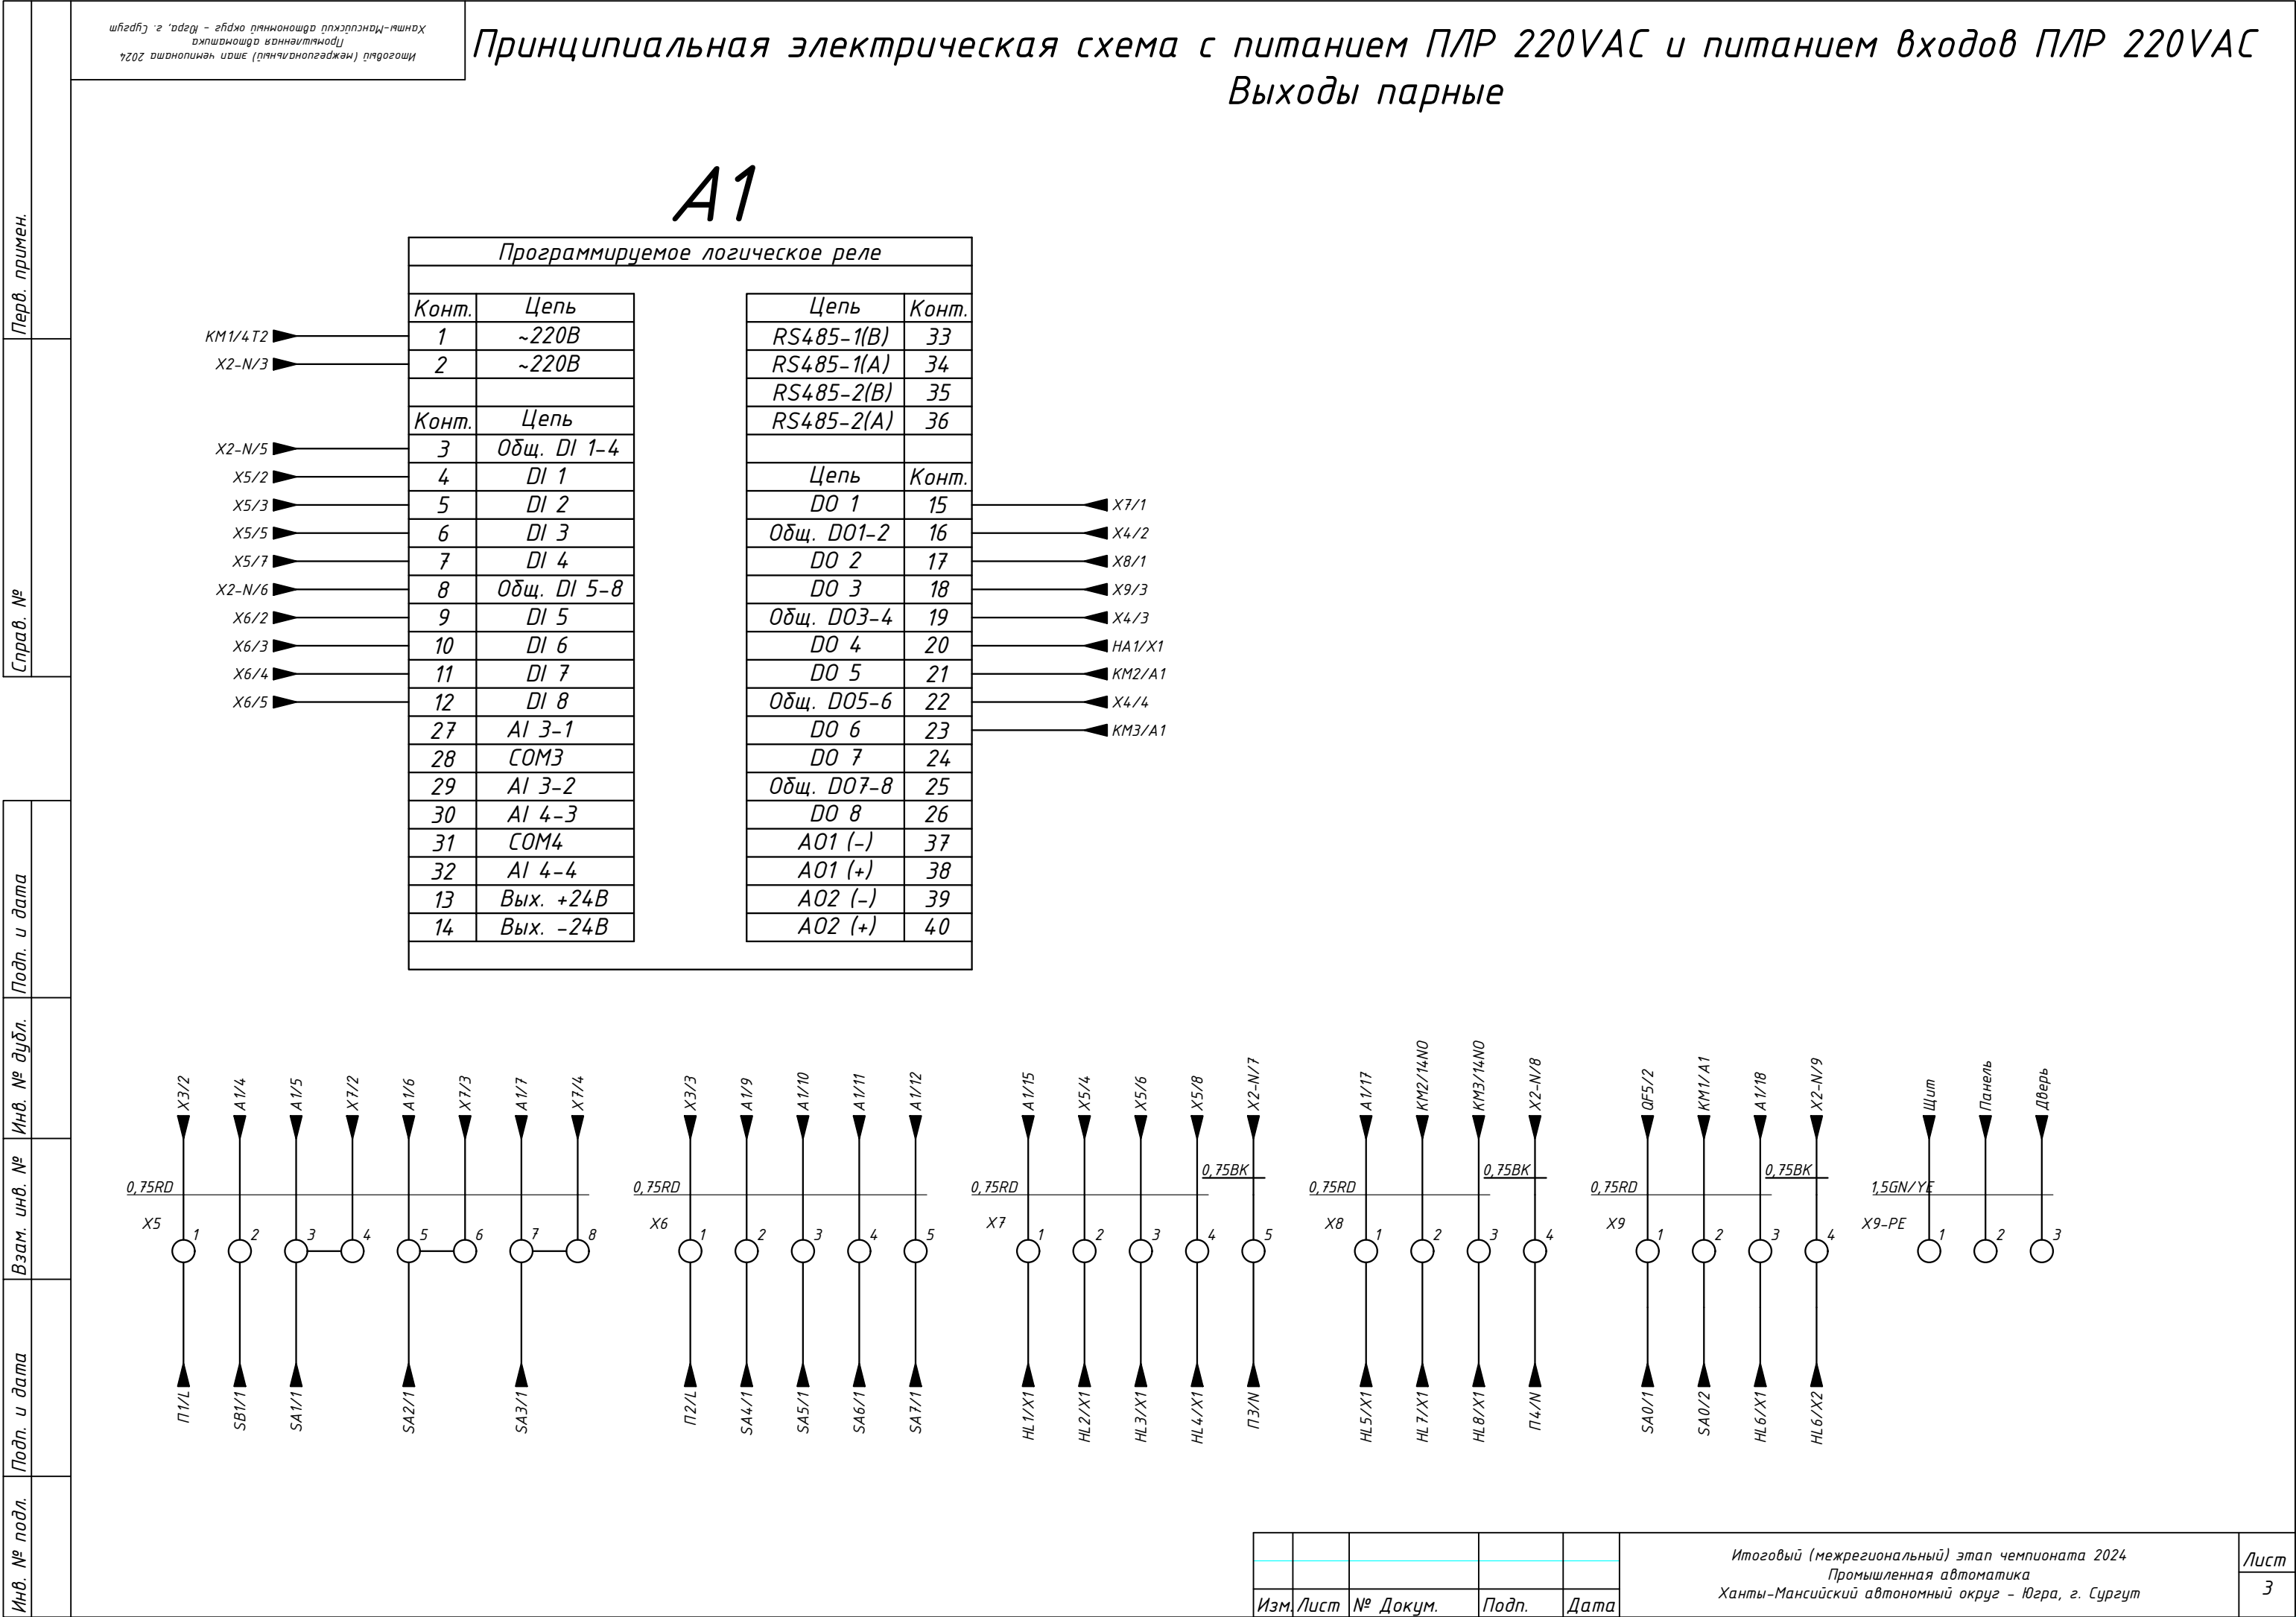 Итоговый (межрегиональный) этап чемпионата 2024
Промышленная автоматика
Ханты-Мансийский автономный округ - Югра, г. Сургут
Принципиальная электрическая схема с питанием ПЛР 220VAC и питанием входов ПЛР 220VAC
Выходы парные
A1
Программируемое логическое реле
Конт. Цепь
KM1/4T2 1 ~220В
X2-N/3 2 ~220В
Конт. Цепь
X2-N/5 3 Общ. DI 1-4
X5/2 4 DI 1
X5/3 5 DI 2
X5/5 6 DI 3
X5/7 7 DI 4
X2-N/6 8 Общ. DI 5-8
X6/2 9 DI 5
X6/3 10 DI 6
X6/4 11 DI 7
X6/5 12 DI 8
27 AI 3-1
28 COM3
29 AI 3-2
30 AI 4-3
31 COM4
32 AI 4-4
13 Вых. +24В
14 Вых. -24В
Цепь Конт.
RS485-1(B) 33
RS485-1(A) 34
RS485-2(B) 35
RS485-2(A) 36
Цепь Конт.
DO 1 15 X7/1
Общ. DO1-2 16 X4/2
DO 2 17 X8/1
DO 3 18 X9/3
Общ. DO3-4 19 X4/3
DO 4 20 HA1/X1
DO 5 21 KM2/A1
Общ. DO5-6 22 X4/4
DO 6 23 KM3/A1
DO 7 24
Общ. DO7-8 25
DO 8 26
AO1 (-) 37
AO1 (+) 38
AO2 (-) 39
AO2 (+) 40
X3/2 A1/4 A1/5 X7/2 A1/6 X7/3 A1/7 X7/4
0,75RD
X5 1 2 3 4 5 6 7 8
П1/L SB1/1 SA1/1 SA2/1 SA3/1
X3/3 A1/9 A1/10 A1/11 A1/12
0,75RD
X6 1 2 3 4 5
П2/L SA4/1 SA5/1 SA6/1 SA7/1
A1/15 X5/4 X5/6 X5/8 X2-N/7
0,75BK
0,75RD
X7 1 2 3 4 5
HL1/X1 HL2/X1 HL3/X1 HL4/X1 П3/N
A1/17 KM2/14NO KM3/14NO X2-N/8
0,75BK
0,75RD
X8 1 2 3 4
HL5/X1 HL7/X1 HL8/X1 П4/N
QF5/2 KM1/A1 A1/18 X2-N/9
0,75BK
0,75RD
X9 1 2 3 4
SA0/1 SA0/2 HL6/X1 HL6/X2
Щит Панель Дверь
1,5GN/YE
X9-PE 1 2 3
Перв. примен.
Справ. №
Подп. и дата
Инв. № дубл.
Взам. инв. №
Подп. и дата
Инв. № подл.
Изм. Лист № Докум. Подп. Дата
Итоговый (межрегиональный) этап чемпионата 2024
Промышленная автоматика
Ханты-Мансийский автономный округ - Югра, г. Сургут
Лист
3